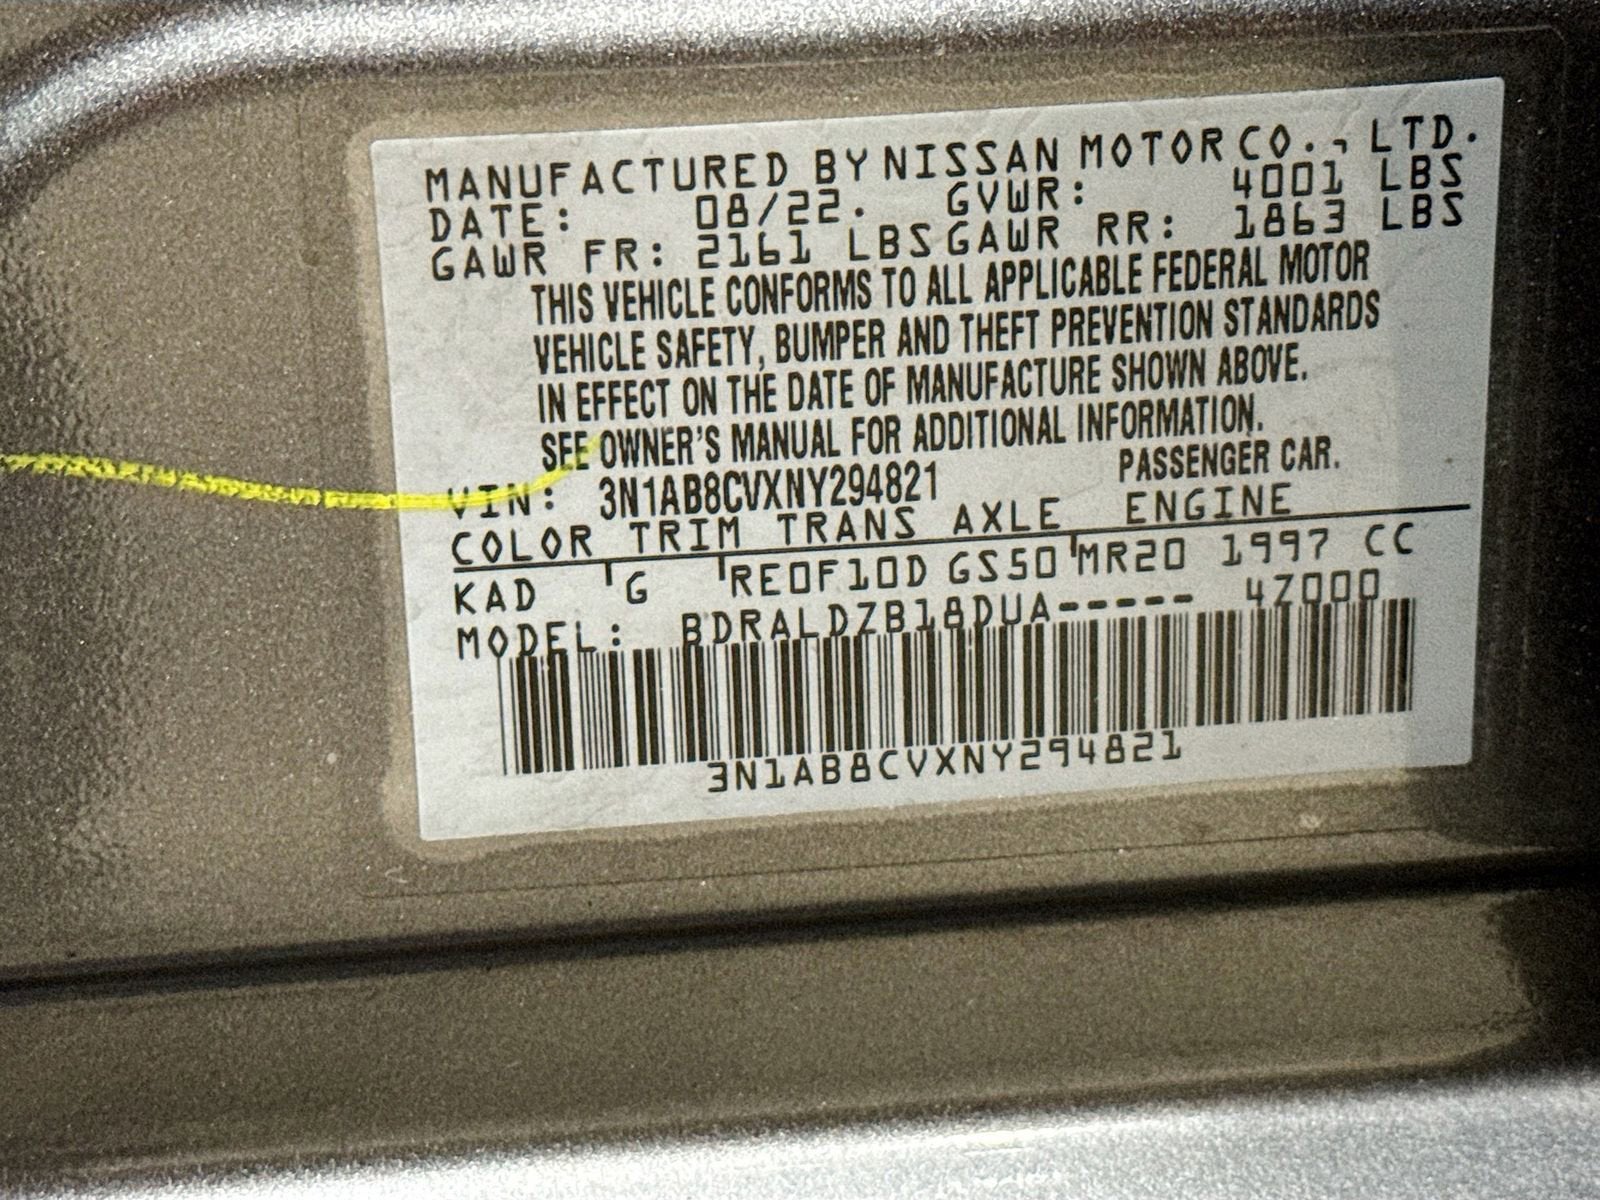 MANUFACTURED BY NISSAN MOTOR CO., LTD.
DATE: 08/22. GVWR: 4001 LBS
GAWR FR: 2161 LBS GAWR RR: 1863 LBS
THIS VEHICLE CONFORMS TO ALL APPLICABLE FEDERAL MOTOR
VEHICLE SAFETY, BUMPER AND THEFT PREVENTION STANDARDS
IN EFFECT ON THE DATE OF MANUFACTURE SHOWN ABOVE.
SEE OWNER'S MANUAL FOR ADDITIONAL INFORMATION.
VIN: 3N1AB8CVXNY294821 PASSENGER CAR.
COLOR TRIM TRANS AXLE ENGINE
KAD G RE0F10D GS50 MR20 1997 CC
MODEL: BDRALDZB18DUA----- 47000
3N1AB8CVXNY294821